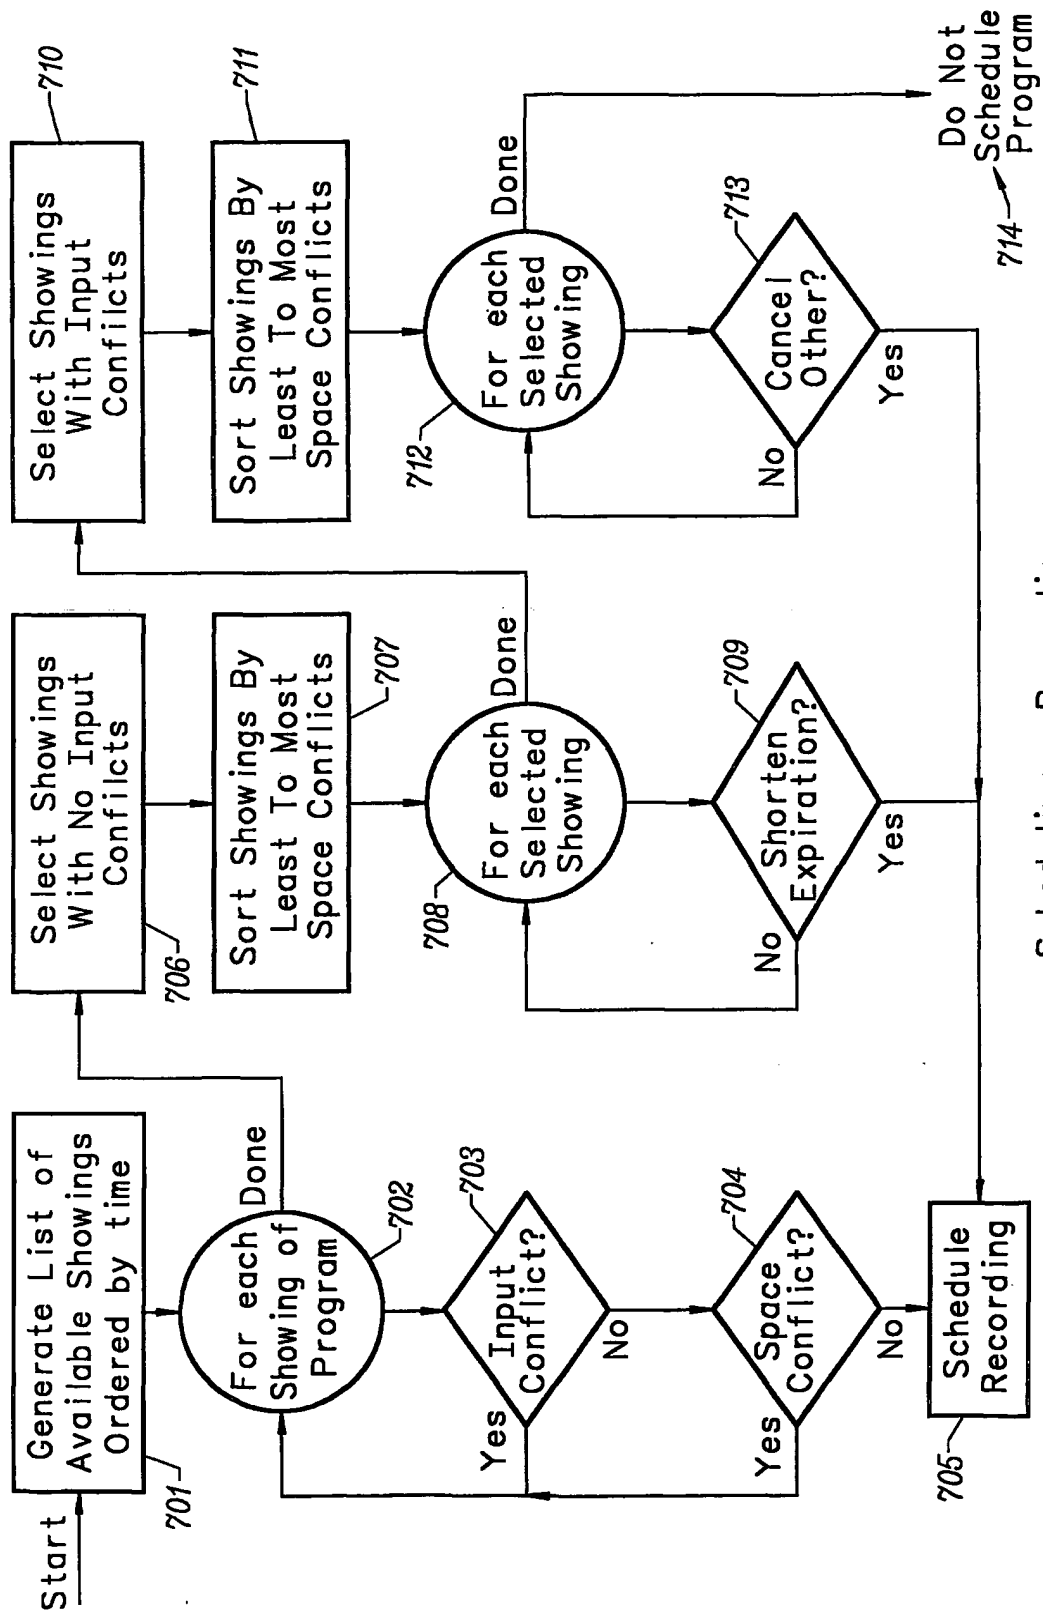 Start
Generate List of
Available Showings
Ordered by time
701
For each
Showing of
Program
Done
702
Input
Conflict?
703
Yes
No
Space
Conflict?
704
Yes
No
Schedule
Recording
705
Select Showings
With No Input
Confilcts
706
Sort Showings By
Least To Most
Space Conflicts
707
For each
Selected
Showing
Done
708
Shorten
Expiration?
709
No
Yes
Select Showings
With Input
Confilcts
710
Sort Showings By
Least To Most
Space Conflicts
711
For each
Selected
Showing
Done
712
Cancel
Other?
713
No
Yes
Do Not
Schedule
Program
714